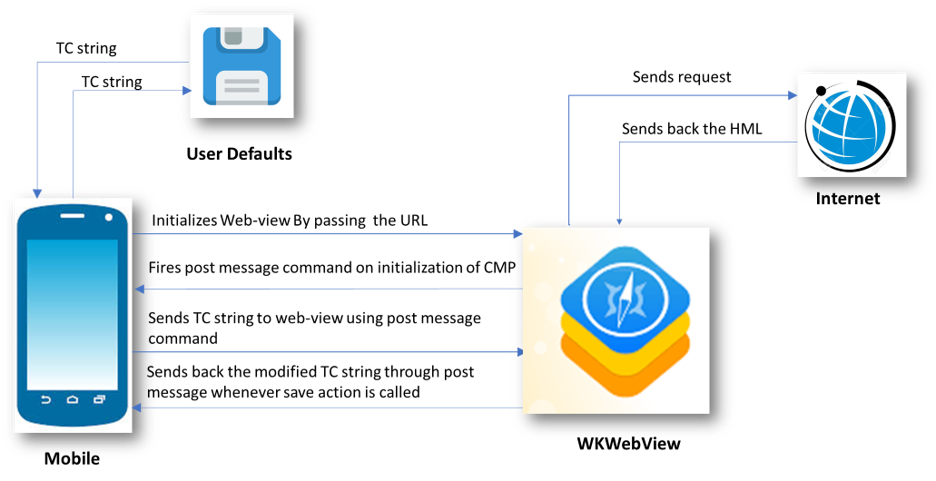 TC string
TC string
User Defaults
Sends request
Sends back the HML
Internet
Initializes Web-view By passing the URL
Fires post message command on initialization of CMP
Sends TC string to web-view using post message
command
Sends back the modified TC string through post
message whenever save action is called
Mobile
WKWebView